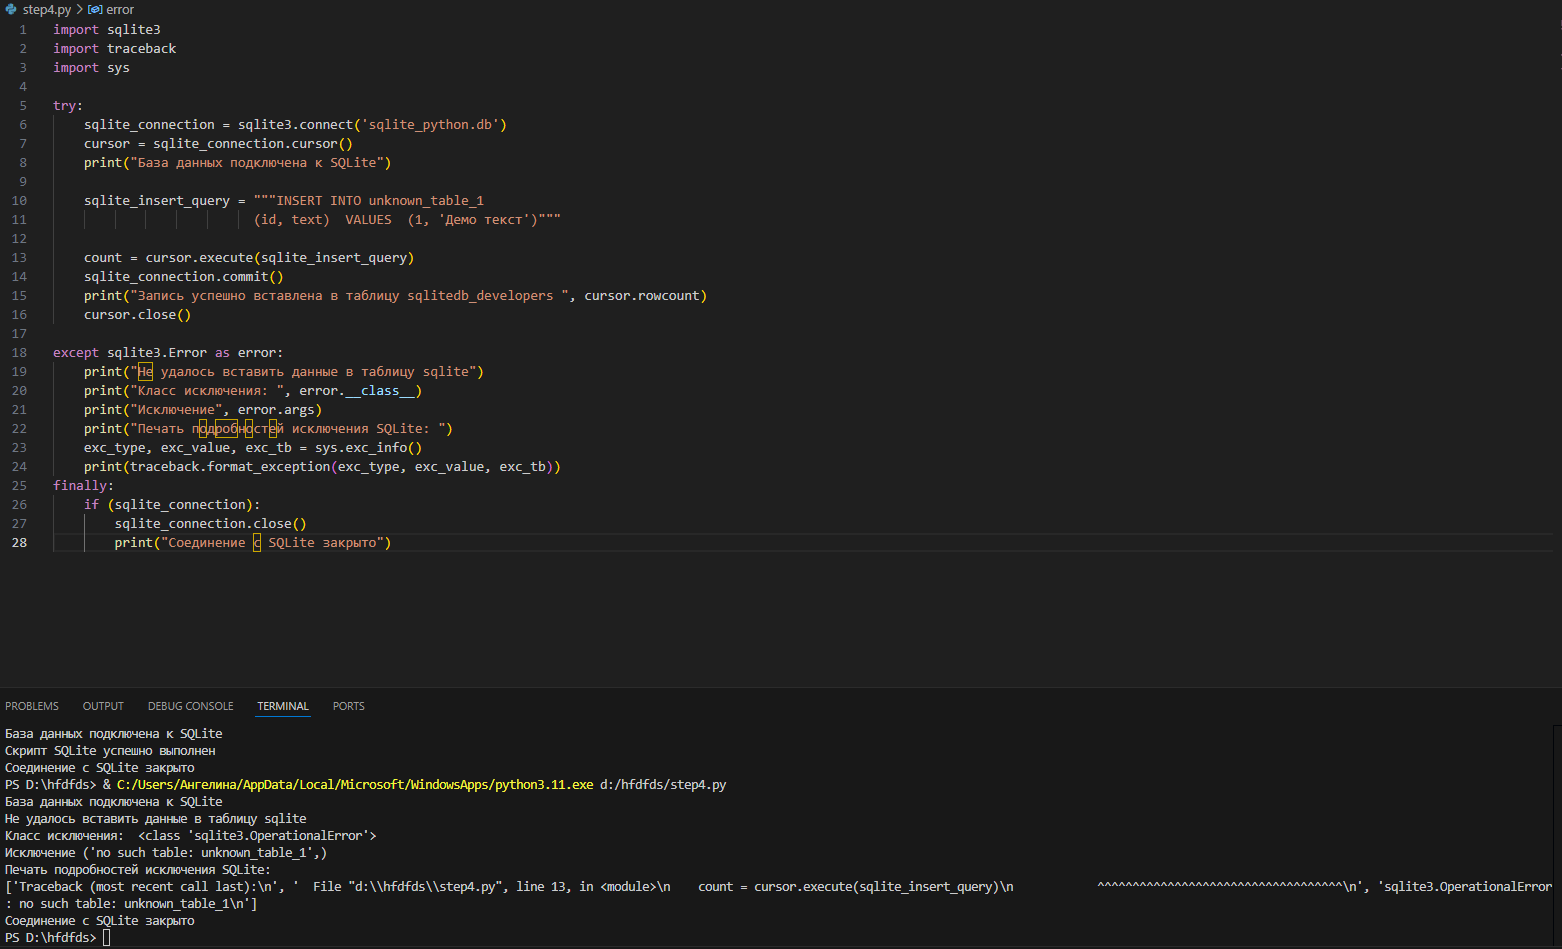 step4.py > error
1 import sqlite3
2 import traceback
3 import sys
4
5 try:
6     sqlite_connection = sqlite3.connect('sqlite_python.db')
7     cursor = sqlite_connection.cursor()
8     print("База данных подключена к SQLite")
9
10     sqlite_insert_query = """INSERT INTO unknown_table_1
11                           (id, text)  VALUES  (1, 'Демо текст')"""
12
13     count = cursor.execute(sqlite_insert_query)
14     sqlite_connection.commit()
15     print("Запись успешно вставлена в таблицу sqlitedb_developers ", cursor.rowcount)
16     cursor.close()
17
18 except sqlite3.Error as error:
19     print("Не удалось вставить данные в таблицу sqlite")
20     print("Класс исключения: ", error.__class__)
21     print("Исключение", error.args)
22     print("Печать подробностей исключения SQLite: ")
23     exc_type, exc_value, exc_tb = sys.exc_info()
24     print(traceback.format_exception(exc_type, exc_value, exc_tb))
25 finally:
26     if (sqlite_connection):
27         sqlite_connection.close()
28         print("Соединение с SQLite закрыто")
PROBLEMS OUTPUT DEBUG CONSOLE TERMINAL PORTS
База данных подключена к SQLite
Скрипт SQLite успешно выполнен
Соединение с SQLite закрыто
PS D:\hfdfds> & C:/Users/Ангелина/AppData/Local/Microsoft/WindowsApps/python3.11.exe d:/hfdfds/step4.py
База данных подключена к SQLite
Не удалось вставить данные в таблицу sqlite
Класс исключения:  <class 'sqlite3.OperationalError'>
Исключение ('no such table: unknown_table_1',)
Печать подробностей исключения SQLite:
['Traceback (most recent call last):\n', '  File "d:\\hfdfds\\step4.py", line 13, in <module>\n    count = cursor.execute(sqlite_insert_query)\n            ^^^^^^^^^^^^^^^^^^^^^^^^^^^^^^^^^^^\n', 'sqlite3.OperationalError
: no such table: unknown_table_1\n']
Соединение с SQLite закрыто
PS D:\hfdfds>